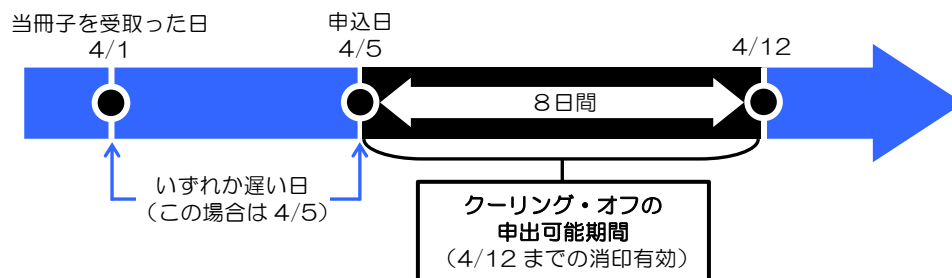 当冊子を受取った日
4/1
申込日
4/5
4/12
8日間
いずれか遅い日
（この場合は 4/5）
クーリング・オフの
申出可能期間
（4/12 までの消印有効）